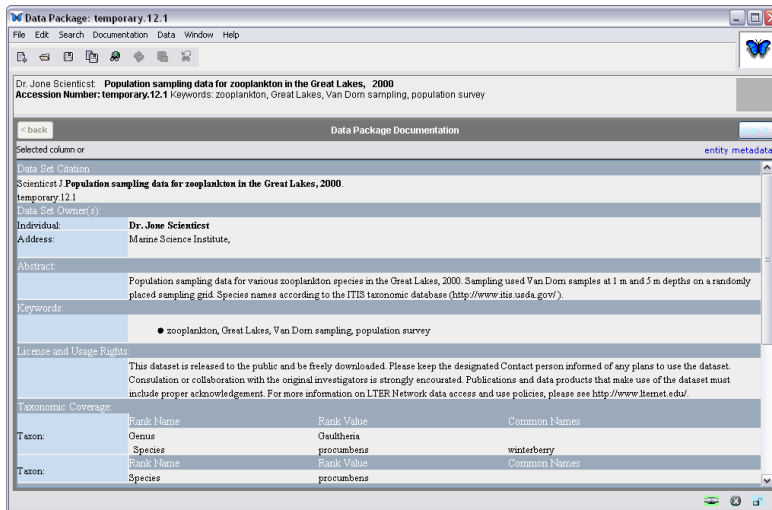 Data Package: temporary.12.1
File Edit Search Documentation Data Window Help
Dr. Jone Scienticst: Population sampling data for zooplankton in the Great Lakes, 2000
Accession Number: temporary.12.1 Keywords: zooplankton, Great Lakes, Van Dorn sampling, population survey
< back Data Package Documentation
Selected column or entity metadata
Data Set Citation
Scienticst J.Population sampling data for zooplankton in the Great Lakes, 2000.
temporary.12.1
Data Set Owner(s):
Individual: Dr. Jone Scienticst
Address: Marine Science Institute,
Abstract:
Population sampling data for various zooplankton species in the Great Lakes, 2000. Sampling used Van Dorn samples at 1 m and 5 m depths on a randomly
placed sampling grid. Species names according to the ITIS taxonomic database (http://www.itis.usda.gov/ ).
Keywords:
zooplankton, Great Lakes, Van Dorn sampling, population survey
License and Usage Rights:
This dataset is released to the public and be freely downloaded. Please keep the designated Contact person informed of any plans to use the dataset.
Consulation or collaboration with the original investigators is strongly encourated. Publications and data products that make use of the dataset must
include proper acknowledgement. For more information on LTER Network data access and use policies, please see http://www.lternet.edu/.
Taxonomic Coverage:
Rank Name Rank Value Common Names
Taxon: Genus Gaultheria
Species procumbens winterberry
Rank Name Rank Value Common Names
Taxon: Species procumbens